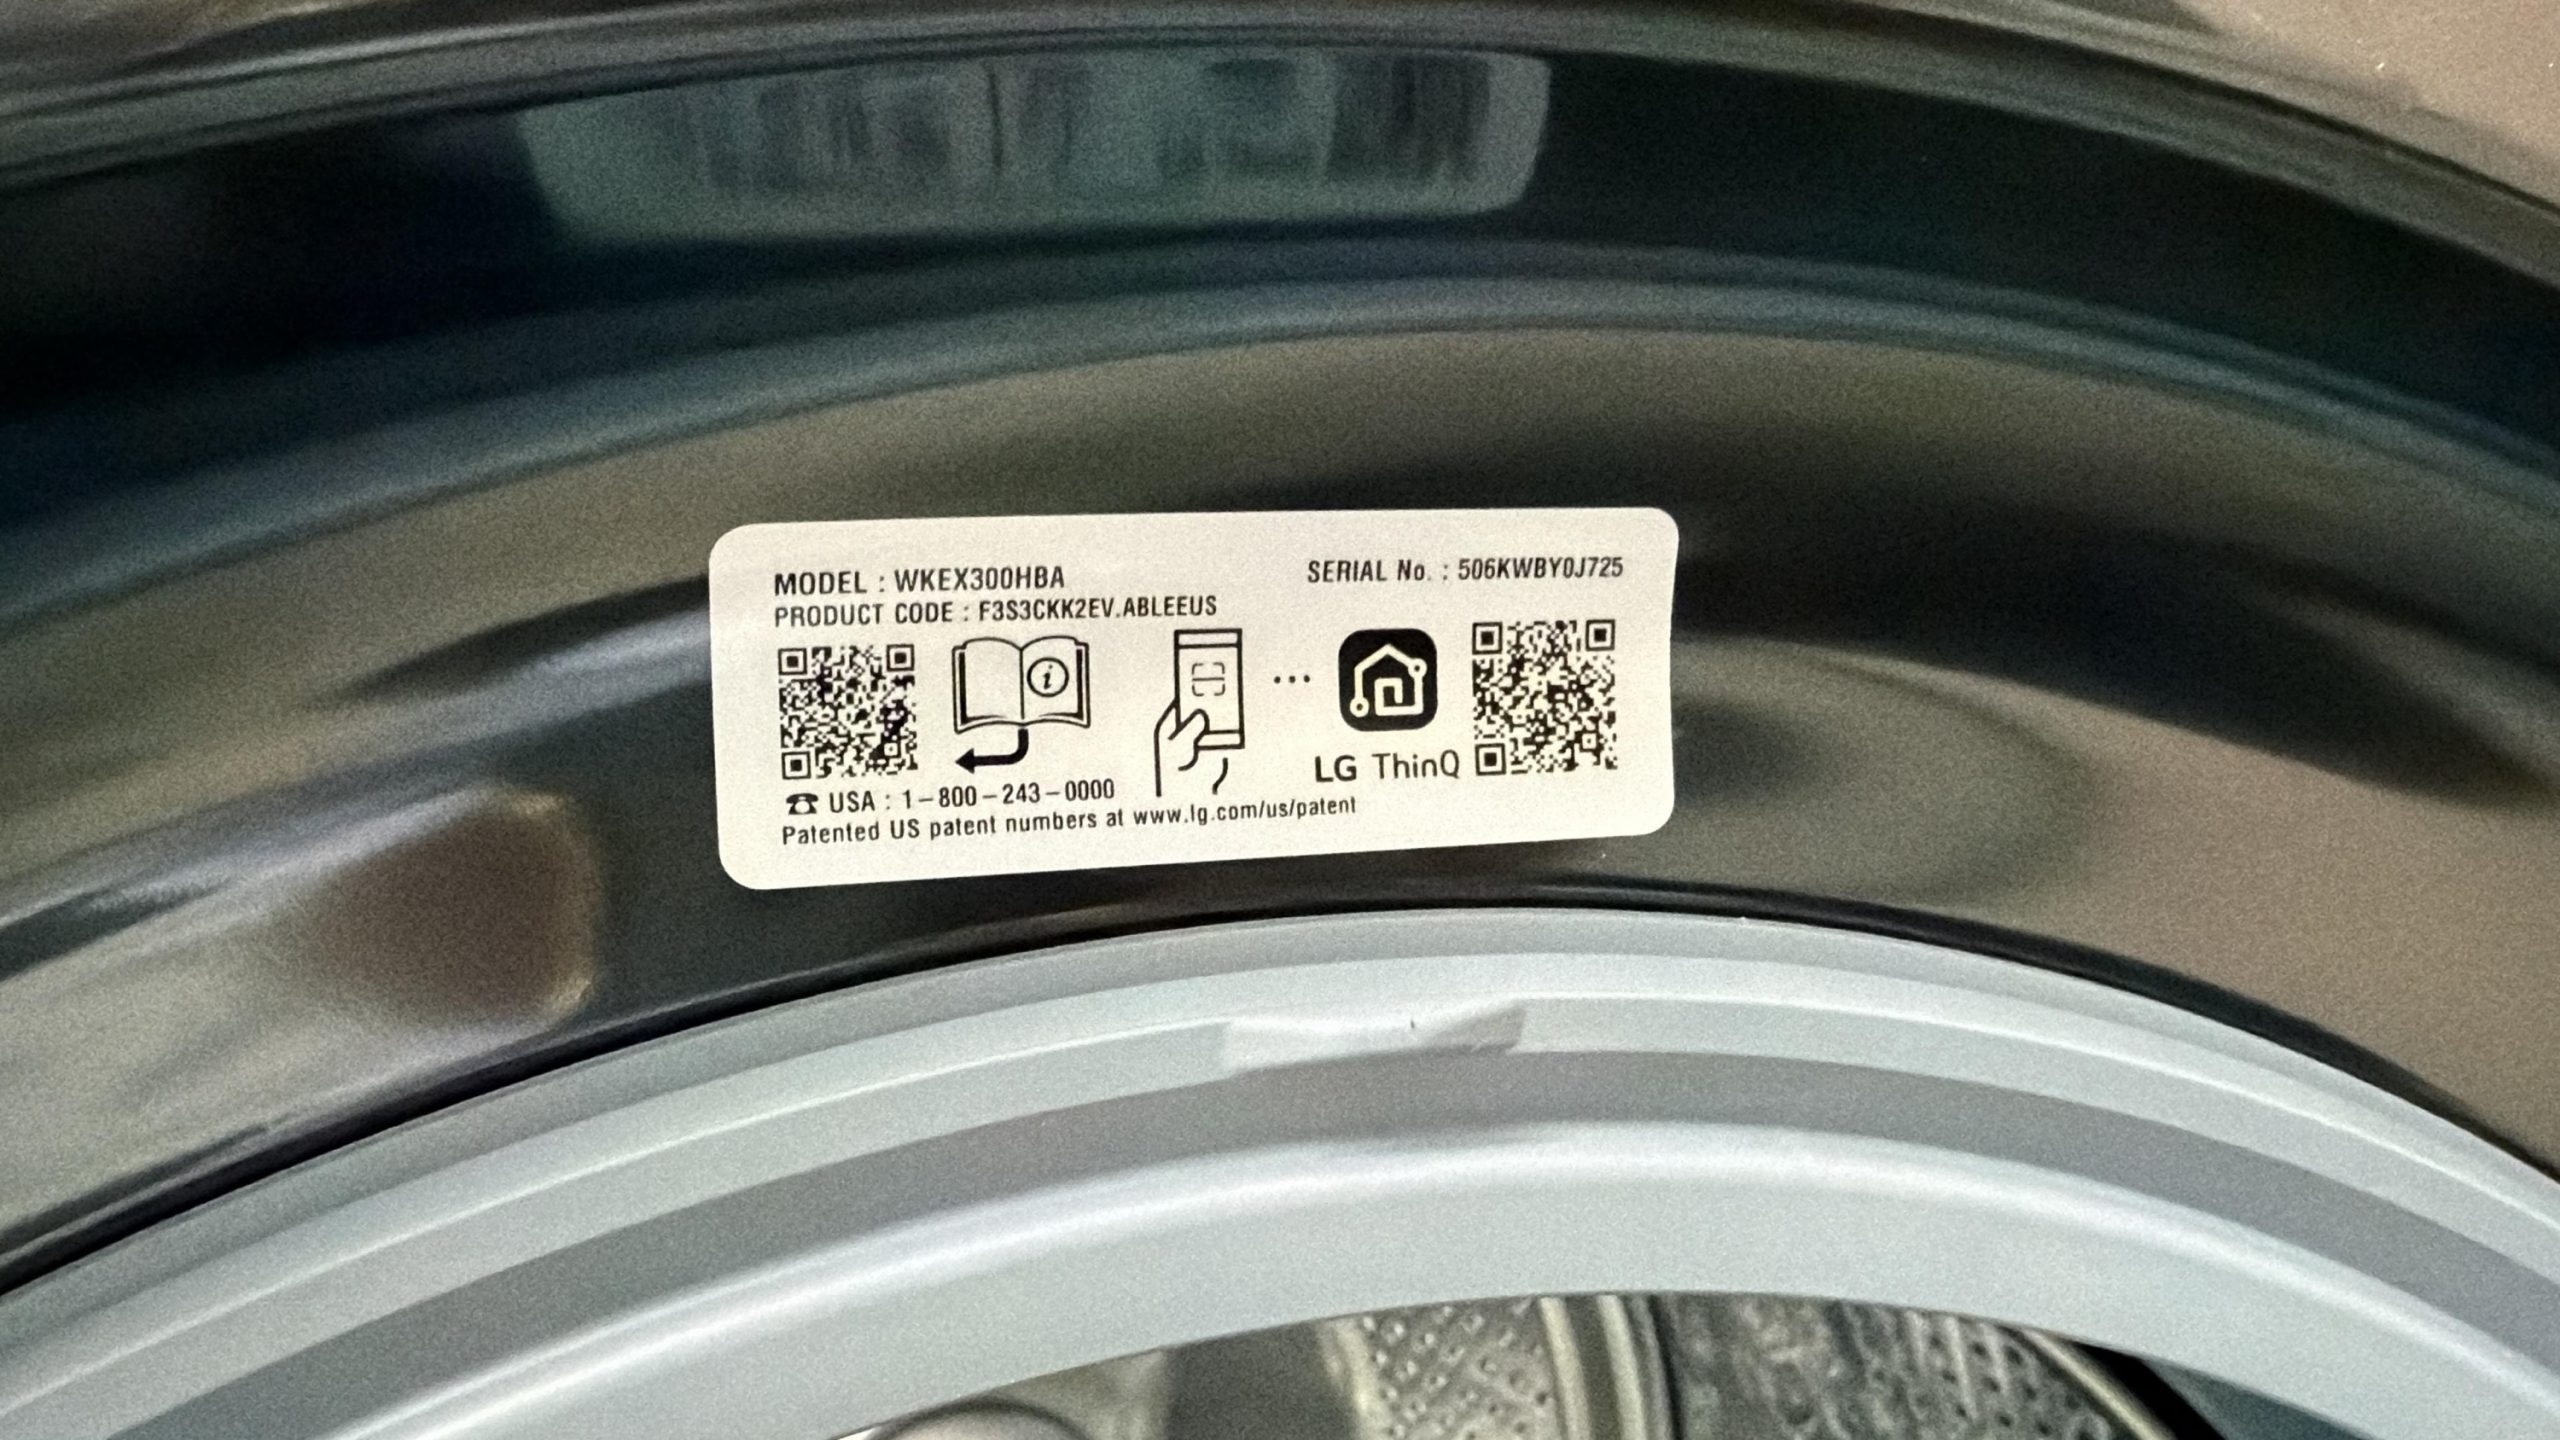 MODEL : WKEX300HBA
SERIAL No. : 506KWBY0J725
PRODUCT CODE : F3S3CKK2EV.ABLEEUS
i
LG ThinQ
USA : 1-800-243-0000
Patented US patent numbers at www.lg.com/us/patent